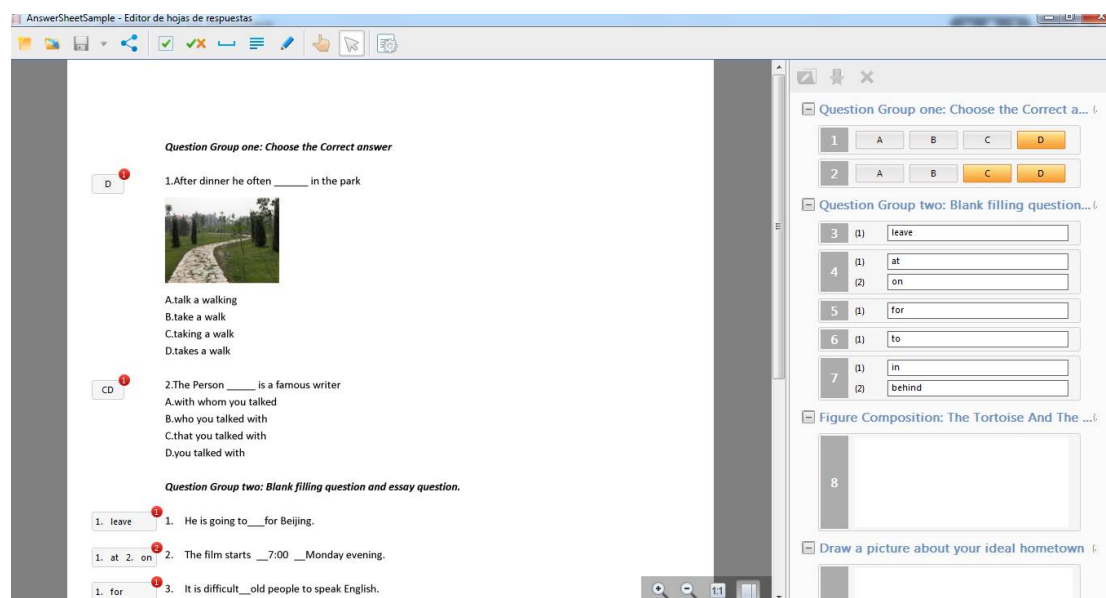 AnswerSheetSample - Editor de hojas de respuestas
Question Group one: Choose the Correct answer
D 1
1.After dinner he often ______ in the park
A.talk a walking
B.take a walk
C.taking a walk
D.takes a walk
CD 1
2.The Person _____ is a famous writer
A.with whom you talked
B.who you talked with
C.that you talked with
D.you talked with
Question Group two: Blank filling question and essay question.
1. leave 1
1. He is going to___for Beijing.
1. at 2. on 2
2. The film starts __7:00 __Monday evening.
1. for 1
3. It is difficult__old people to speak English.
1:1
Question Group one: Choose the Correct a...
1 A B C D
2 A B C D
Question Group two: Blank filling question...
3 (1) leave
4 (1) at
(2) on
5 (1) for
6 (1) to
7 (1) in
(2) behind
Figure Composition: The Tortoise And The ...
8
Draw a picture about your ideal hometown